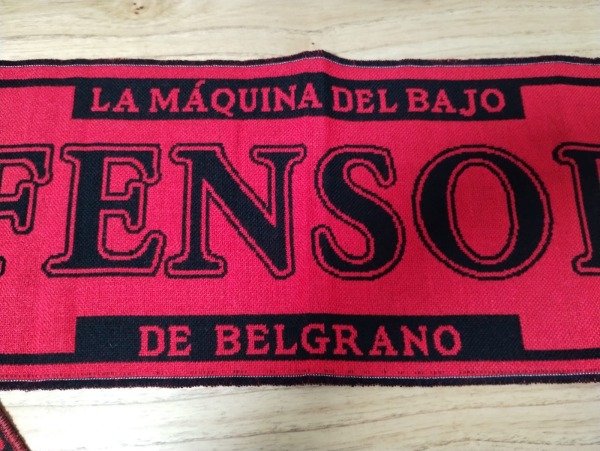 LA MÁQUINA DEL BAJO
FENSO
DE BELGRANO